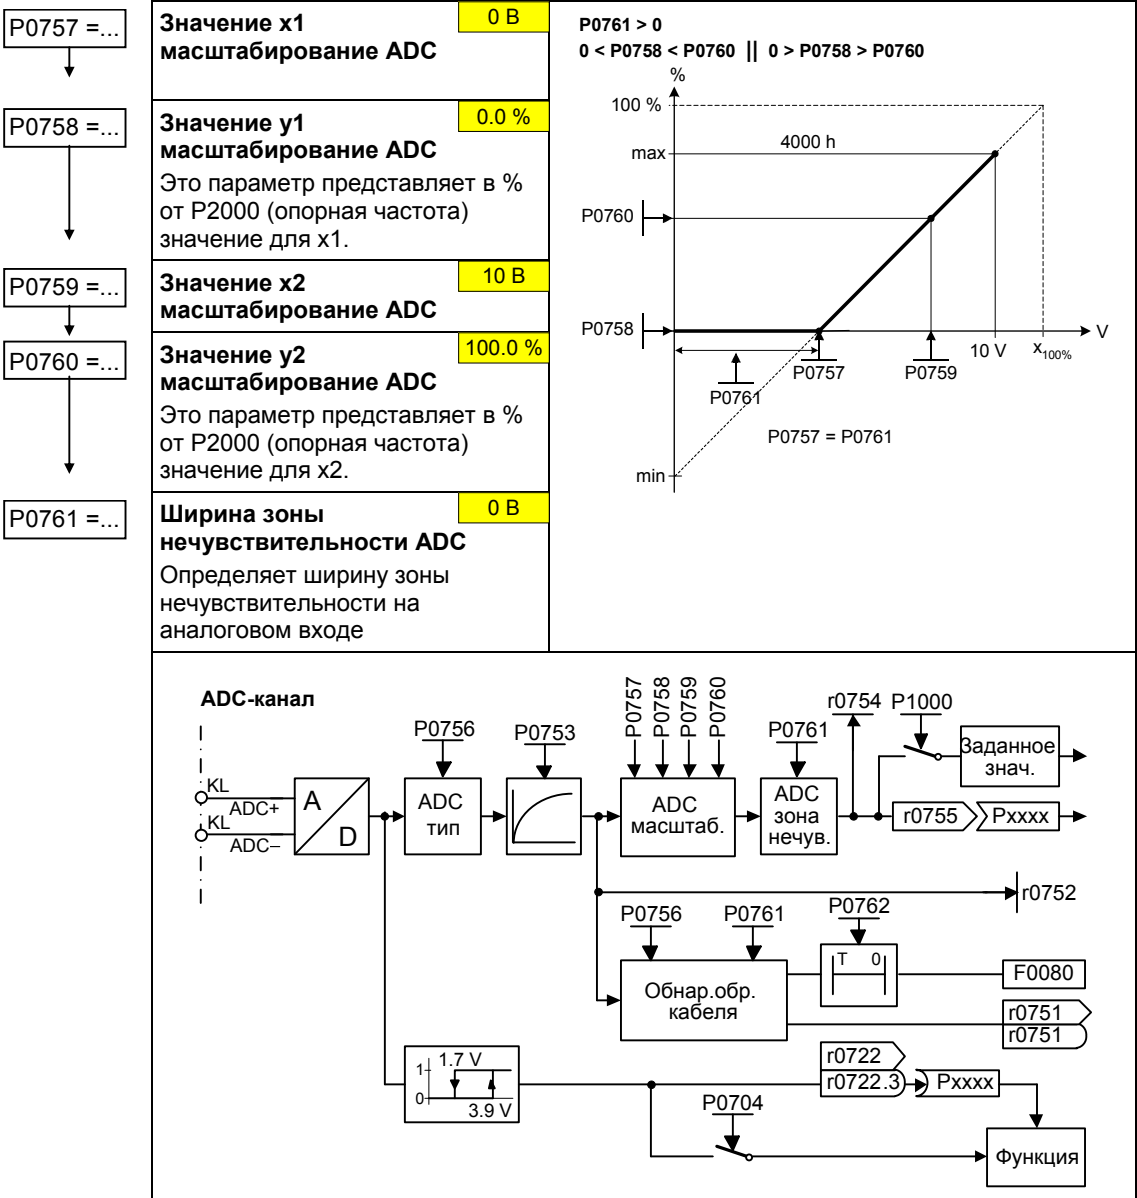 P0757 =...
Значение x1
масштабирование ADC
0 В
P0758 =...
Значение y1
масштабирование ADC
0.0 %
Это параметр представляет в %
от P2000 (опорная частота)
значение для x1.
P0759 =...
Значение x2
масштабирование ADC
10 В
P0760 =...
Значение y2
масштабирование ADC
100.0 %
Это параметр представляет в %
от P2000 (опорная частота)
значение для x2.
P0761 =...
Ширина зоны
нечувствительности ADC
0 В
Определяет ширину зоны
нечувствительности на
аналоговом входе
P0761 > 0
0 < P0758 < P0760 || 0 > P0758 > P0760
%
100 %
4000 h
max
P0760
P0758
V
10 V
x100%
P0757
P0759
P0761
P0757 = P0761
min
ADC-канал
P0756
P0753
P0757
P0758
P0759
P0760
P0761
r0754
P1000
Заданное
знач.
KL
ADC+
KL
ADC−
A
D
ADC
тип
ADC
масштаб.
ADC
зона
нечув.
r0755
Pxxxx
r0752
P0756
P0761
P0762
T 0
Обнар.обр.
кабеля
F0080
r0751
r0751
1.7 V
1
0
3.9 V
r0722
r0722.3
Pxxxx
P0704
Функция